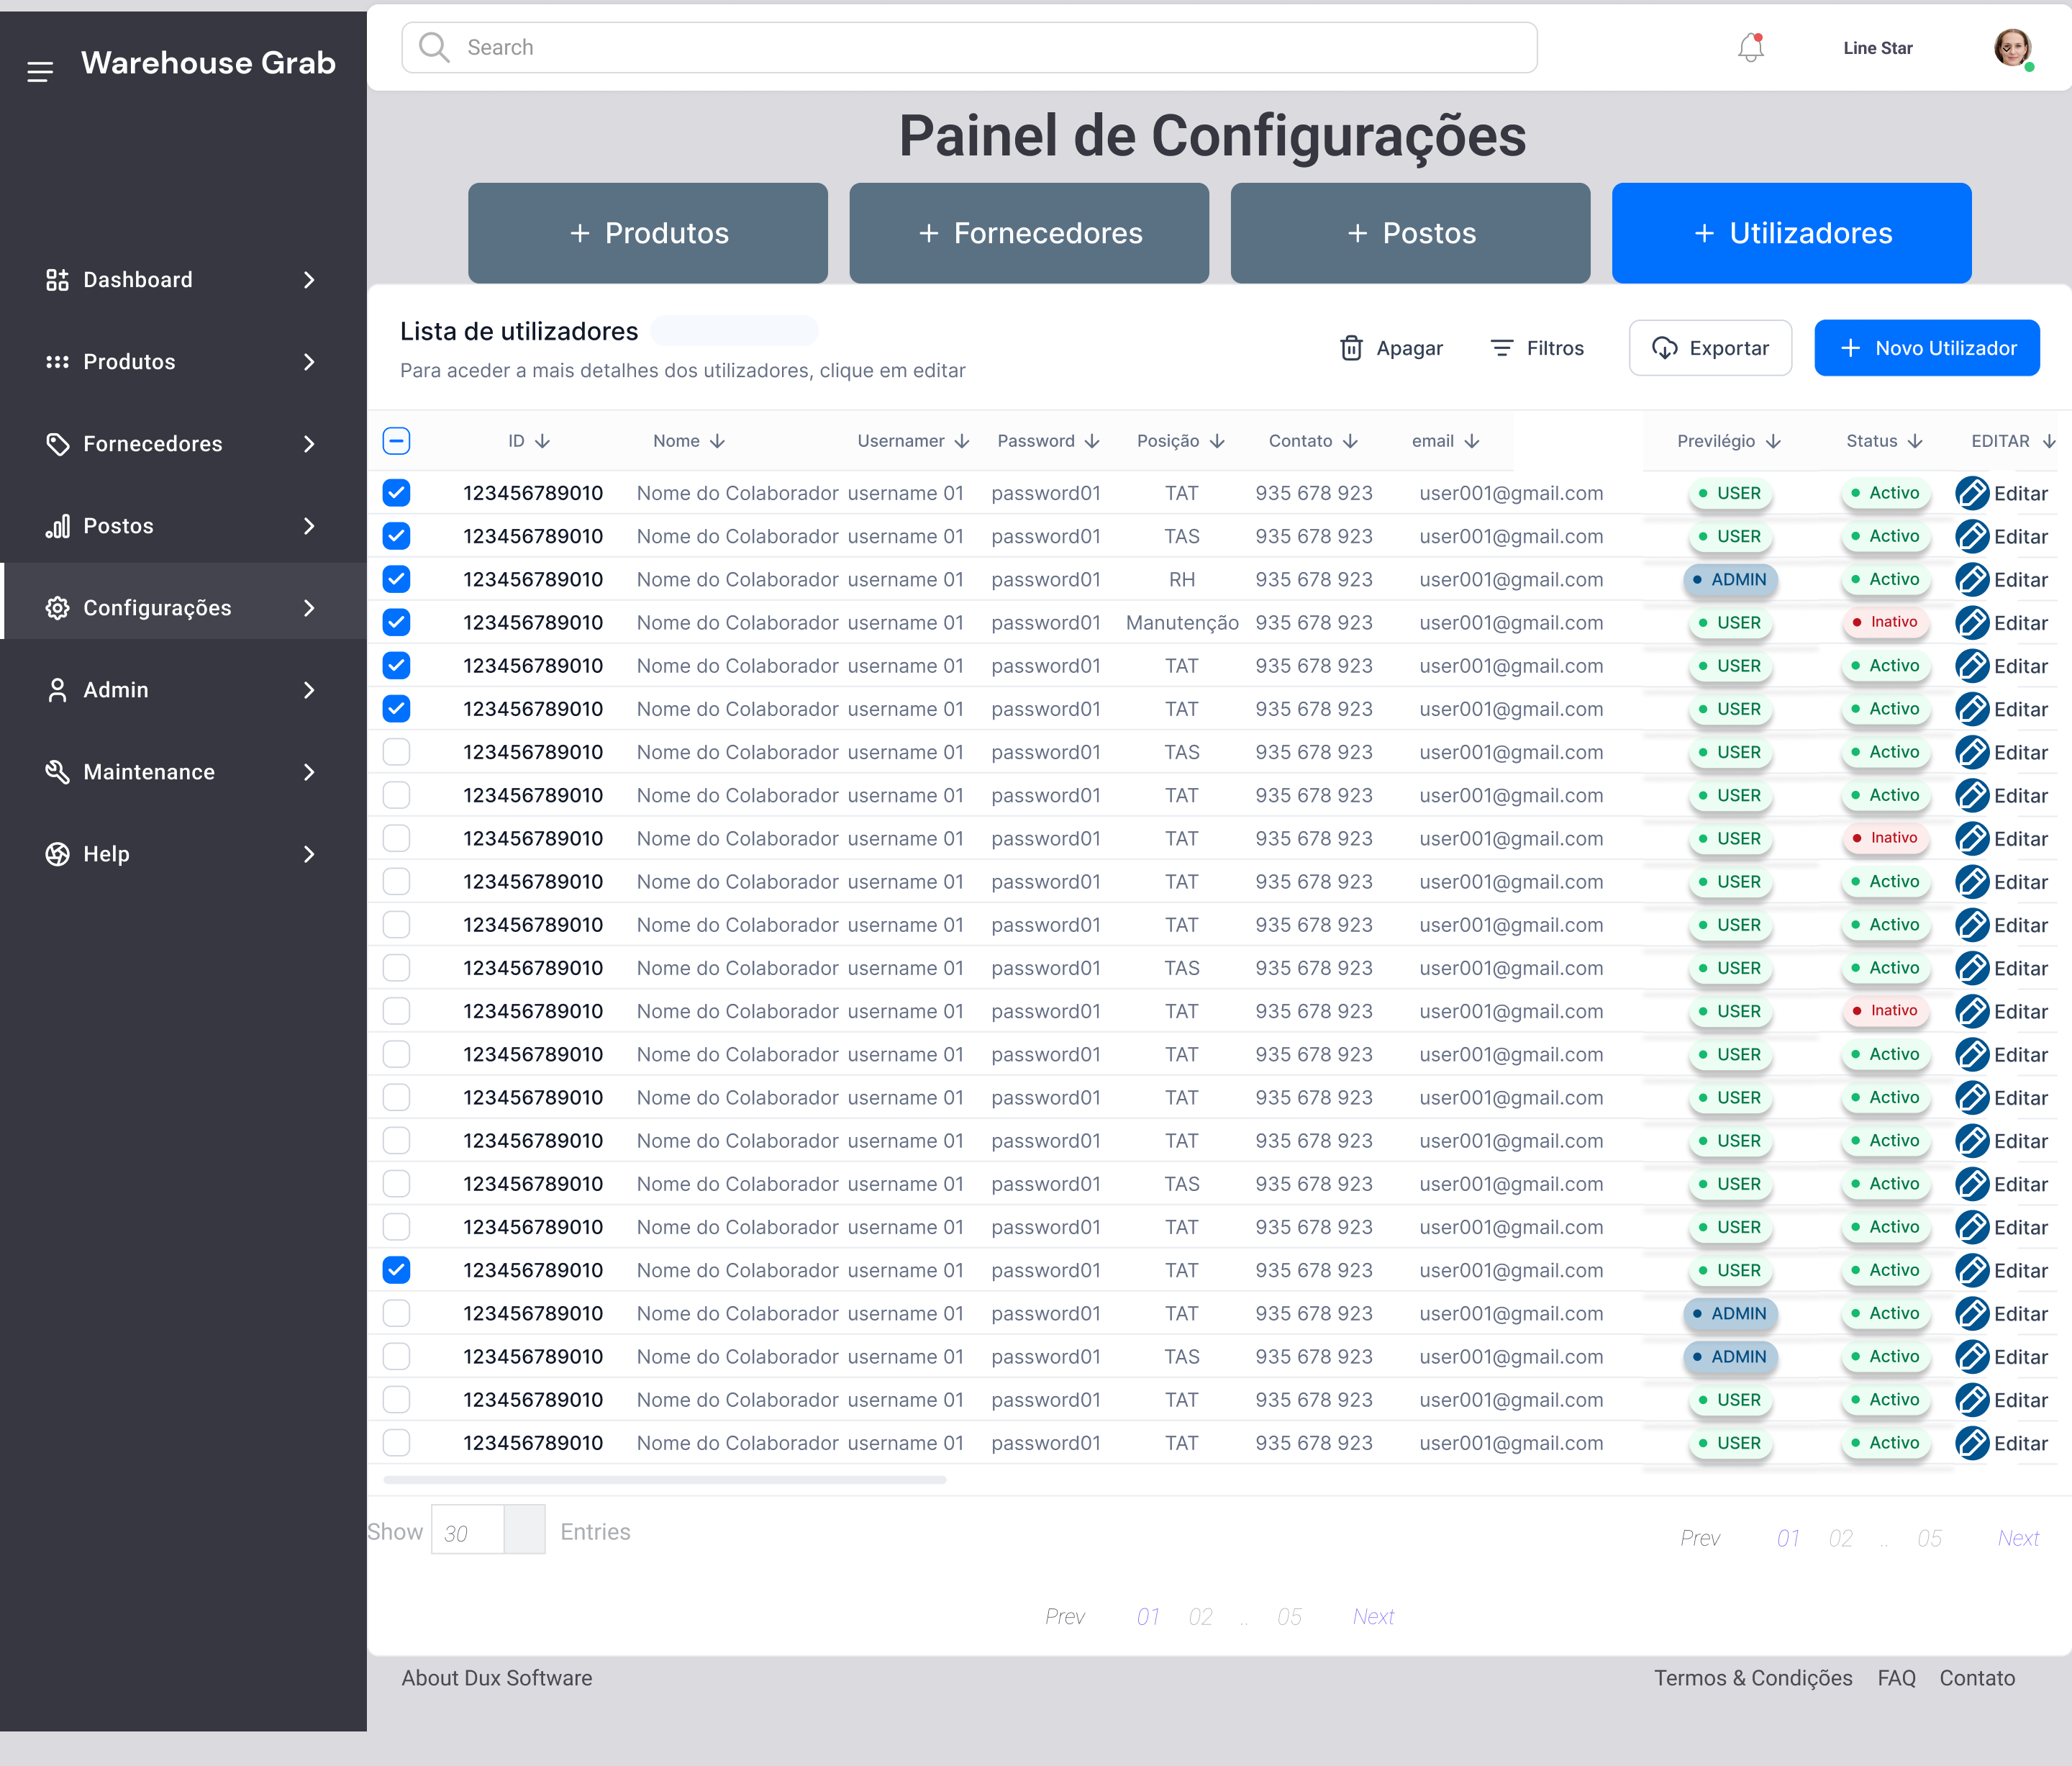 Warehouse Grab
Search
Line Star
Painel de Configurações
+ Produtos
+ Fornecedores
+ Postos
+ Utilizadores
Dashboard
Produtos
Fornecedores
Postos
Configurações
Admin
Maintenance
Help
Lista de utilizadores
Para aceder a mais detalhes dos utilizadores, clique em editar
Apagar Filtros Exportar + Novo Utilizador
ID Nome Usernamer Password Posição Contato email Previlégio Status EDITAR
123456789010 Nome do Colaborador username 01 password01 TAT 935 678 923 user001@gmail.com USER Activo Editar
123456789010 Nome do Colaborador username 01 password01 TAS 935 678 923 user001@gmail.com USER Activo Editar
123456789010 Nome do Colaborador username 01 password01 RH 935 678 923 user001@gmail.com ADMIN Activo Editar
123456789010 Nome do Colaborador username 01 password01 Manutenção 935 678 923 user001@gmail.com USER Inativo Editar
123456789010 Nome do Colaborador username 01 password01 TAT 935 678 923 user001@gmail.com USER Activo Editar
123456789010 Nome do Colaborador username 01 password01 TAT 935 678 923 user001@gmail.com USER Activo Editar
123456789010 Nome do Colaborador username 01 password01 TAS 935 678 923 user001@gmail.com USER Activo Editar
123456789010 Nome do Colaborador username 01 password01 TAT 935 678 923 user001@gmail.com USER Activo Editar
123456789010 Nome do Colaborador username 01 password01 TAT 935 678 923 user001@gmail.com USER Inativo Editar
123456789010 Nome do Colaborador username 01 password01 TAT 935 678 923 user001@gmail.com USER Activo Editar
123456789010 Nome do Colaborador username 01 password01 TAT 935 678 923 user001@gmail.com USER Activo Editar
123456789010 Nome do Colaborador username 01 password01 TAS 935 678 923 user001@gmail.com USER Activo Editar
123456789010 Nome do Colaborador username 01 password01 TAT 935 678 923 user001@gmail.com USER Inativo Editar
123456789010 Nome do Colaborador username 01 password01 TAT 935 678 923 user001@gmail.com USER Activo Editar
123456789010 Nome do Colaborador username 01 password01 TAT 935 678 923 user001@gmail.com USER Activo Editar
123456789010 Nome do Colaborador username 01 password01 TAT 935 678 923 user001@gmail.com USER Activo Editar
123456789010 Nome do Colaborador username 01 password01 TAS 935 678 923 user001@gmail.com USER Activo Editar
123456789010 Nome do Colaborador username 01 password01 TAT 935 678 923 user001@gmail.com USER Activo Editar
123456789010 Nome do Colaborador username 01 password01 TAT 935 678 923 user001@gmail.com USER Activo Editar
123456789010 Nome do Colaborador username 01 password01 TAT 935 678 923 user001@gmail.com ADMIN Activo Editar
123456789010 Nome do Colaborador username 01 password01 TAS 935 678 923 user001@gmail.com ADMIN Activo Editar
123456789010 Nome do Colaborador username 01 password01 TAT 935 678 923 user001@gmail.com USER Activo Editar
123456789010 Nome do Colaborador username 01 password01 TAT 935 678 923 user001@gmail.com USER Activo Editar
Show 30 Entries
Prev 01 02 .. 05 Next
Prev 01 02 .. 05 Next
About Dux Software
Termos & Condições FAQ Contato